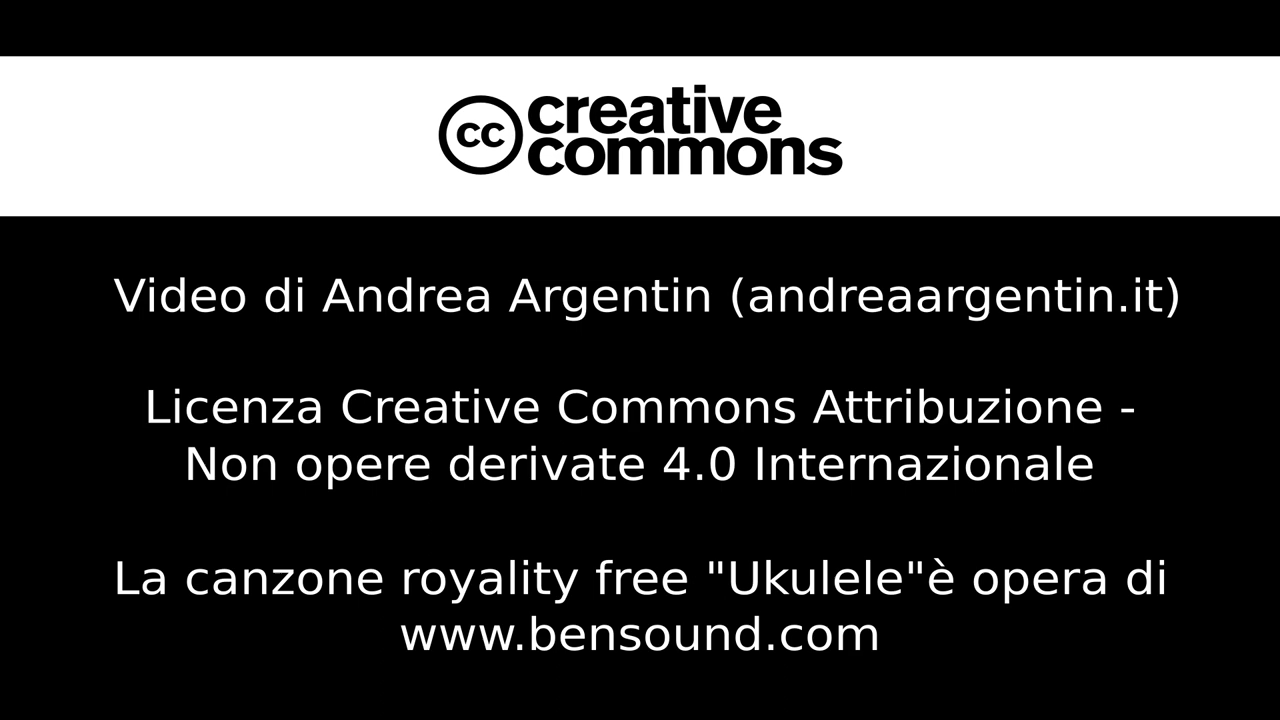 cc creative
commons
Video di Andrea Argentin (andreaargentin.it)
Licenza Creative Commons Attribuzione -
Non opere derivate 4.0 Internazionale
La canzone royality free "Ukulele"è opera di
www.bensound.com